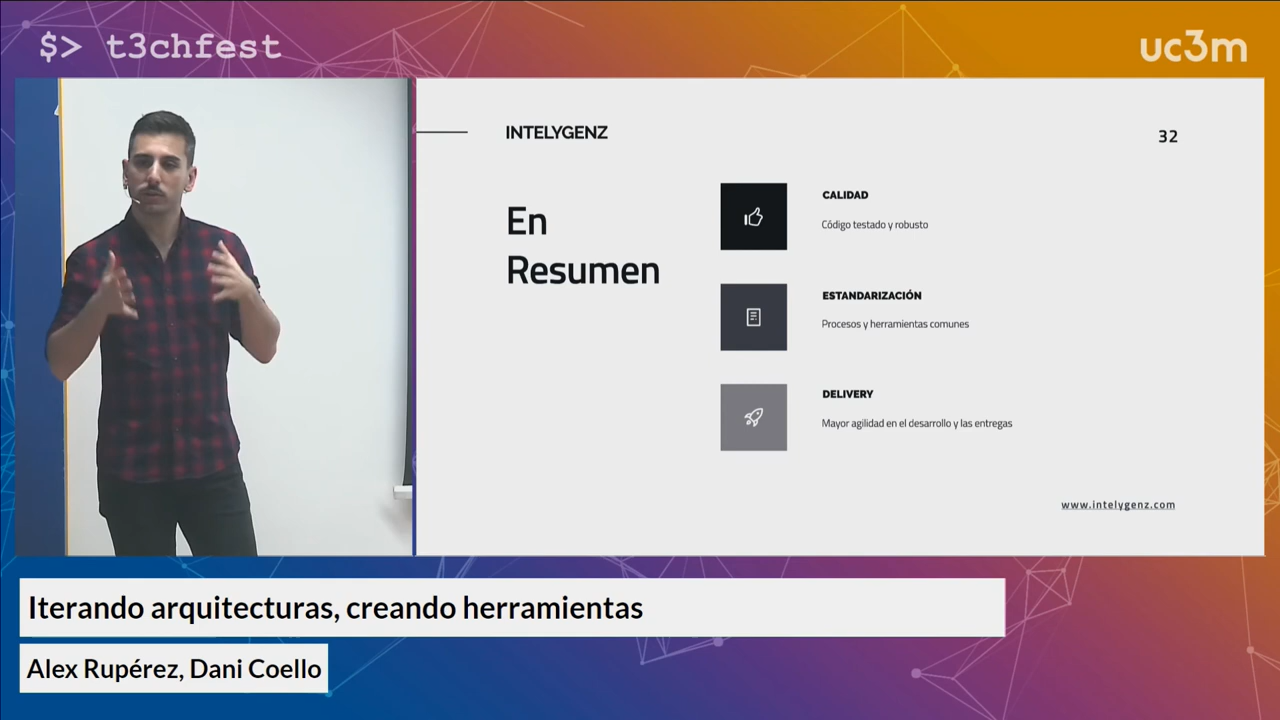 $> t3chfest
uc3m
INTELYGENZ
32
En
Resumen
CALIDAD
Código testado y robusto
ESTANDARIZACIÓN
Procesos y herramientas comunes
DELIVERY
Mayor agilidad en el desarrollo y las entregas
www.intelygenz.com
Iterando arquitecturas, creando herramientas
Alex Rupérez, Dani Coello